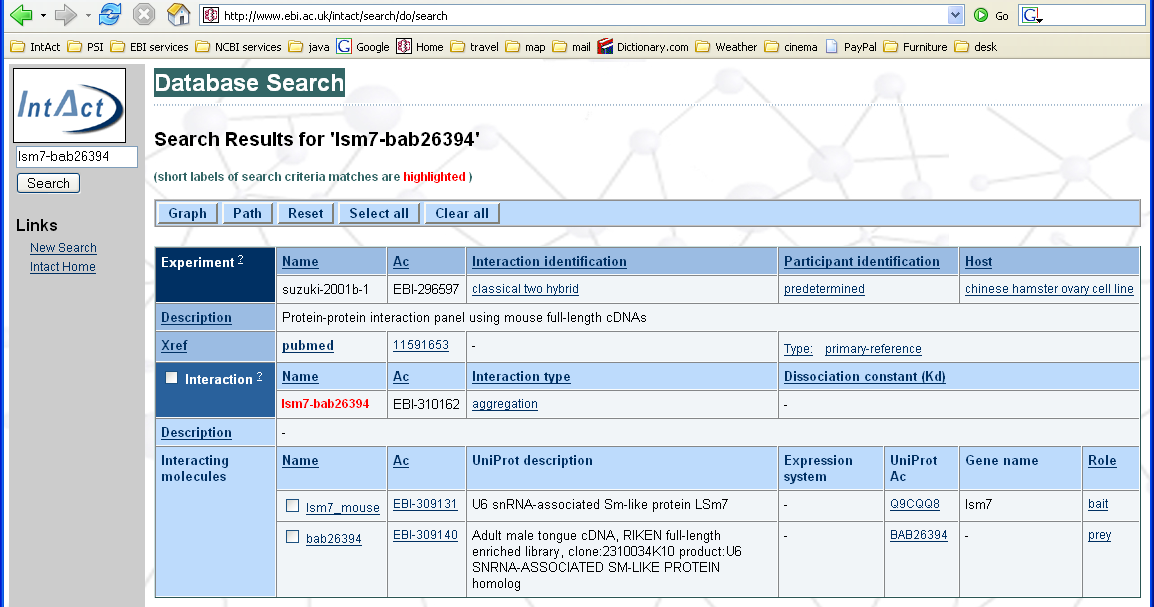 http://www.ebi.ac.uk/intact/search/do/search Go G
IntAct PSI EBI services NCBI services java Google Home travel map mail Dictionary.com Weather cinema PayPal Furniture desk
IntAct
lsm7-bab26394
Search
Links
New Search
Intact Home
Database Search
Search Results for 'lsm7-bab26394'
(short labels of search criteria matches are highlighted )
Graph Path Reset Select all Clear all
Experiment ? Name Ac Interaction identification Participant identification Host
suzuki-2001b-1 EBI-296597 classical two hybrid predetermined chinese hamster ovary cell line
Description Protein-protein interaction panel using mouse full-length cDNAs
Xref pubmed 11591653 - Type: primary-reference
Interaction ? Name Ac Interaction type Dissociation constant (Kd)
lsm7-bab26394 EBI-310162 aggregation -
Description -
Interacting molecules Name Ac UniProt description Expression system UniProt Ac Gene name Role
lsm7_mouse EBI-309131 U6 snRNA-associated Sm-like protein LSm7 - Q9CQQ8 lsm7 bait
bab26394 EBI-309140 Adult male tongue cDNA, RIKEN full-length - BAB26394 - prey
enriched library, clone:2310034K10 product:U6
SNRNA-ASSOCIATED SM-LIKE PROTEIN
homolog